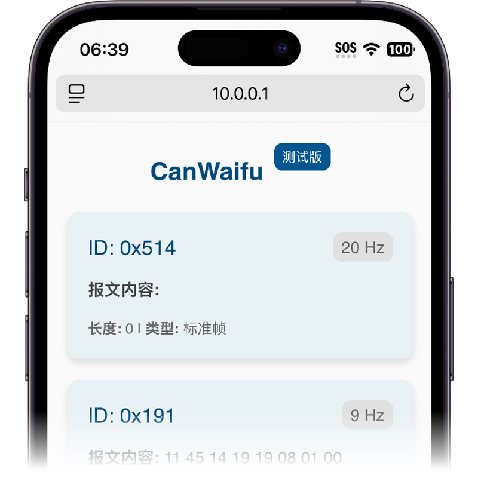 06:39
SOS
100
10.0.0.1
CanWaifu
测试版
ID: 0x514
20 Hz
报文内容:
长度: 0 | 类型: 标准帧
ID: 0x191
9 Hz
报文内容: 11 45 14 19 19 08 01 00